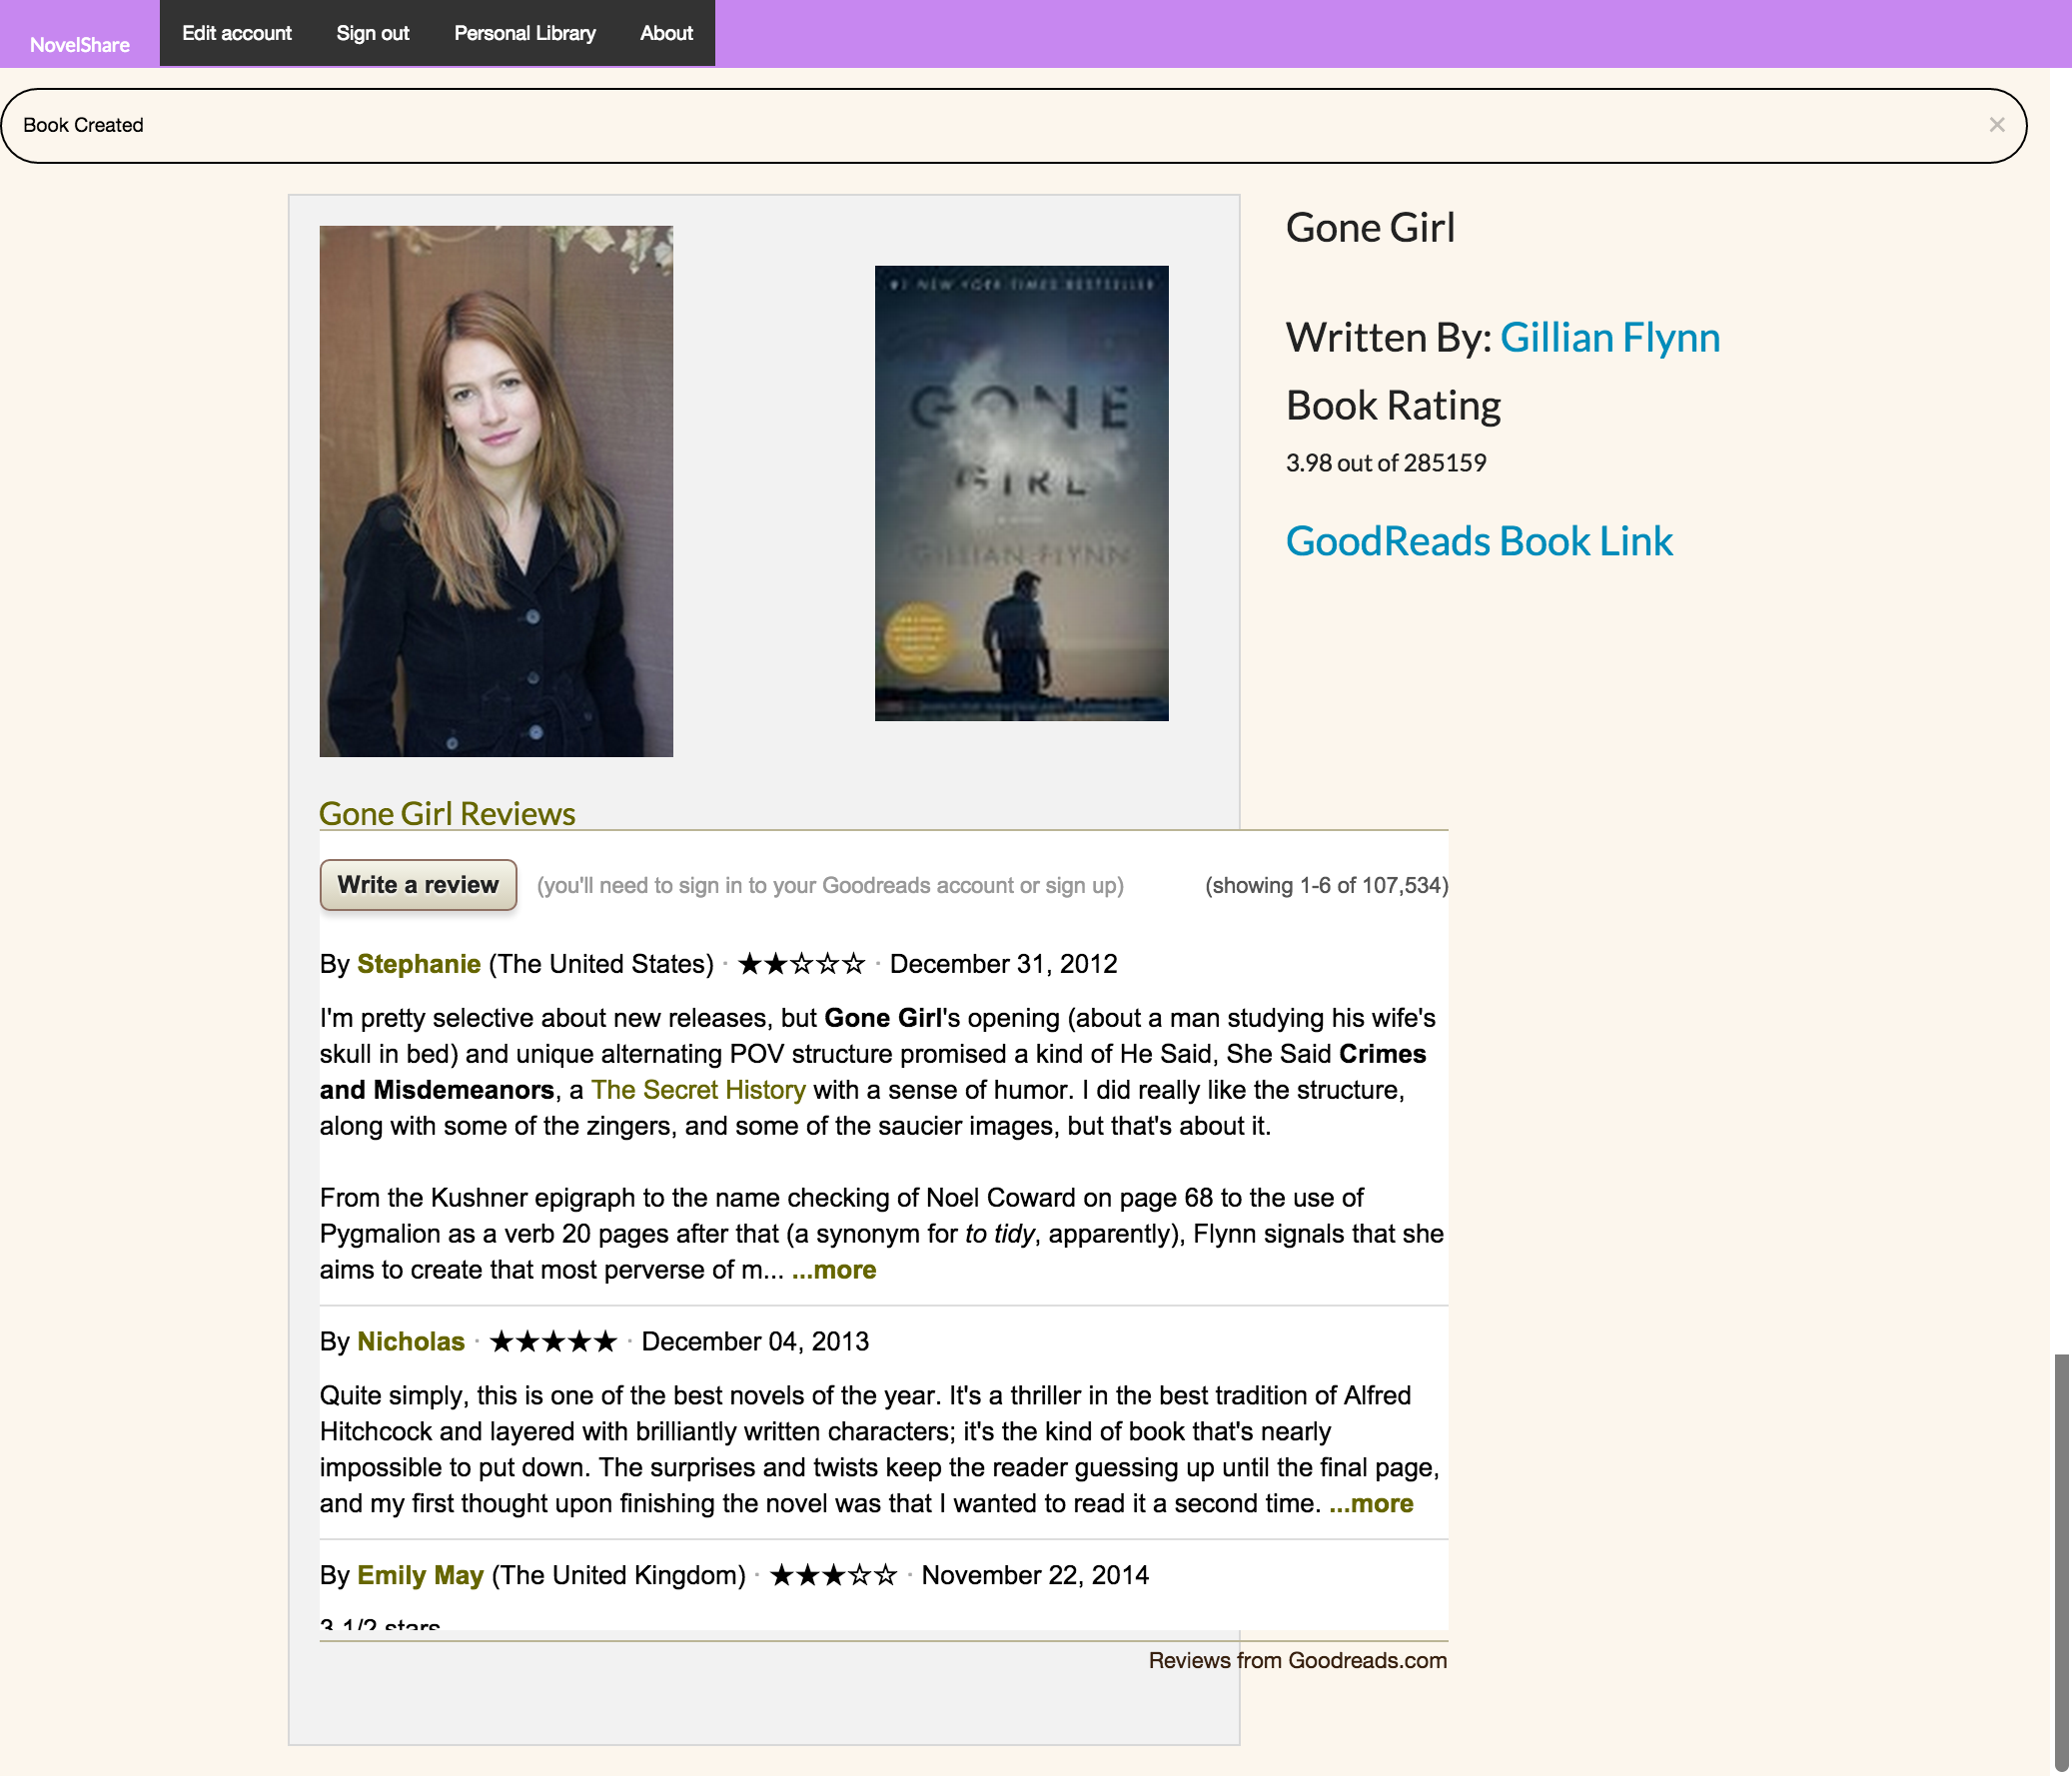 NovelShare
Edit account
Sign out
Personal Library
About
Book Created
×
#1 NEW YORK TIMES BESTSELLER
GONE
GIRL
GILLIAN FLYNN
Gone Girl
Written By: Gillian Flynn
Book Rating
3.98 out of 285159
GoodReads Book Link
Gone Girl Reviews
Write a review
(you'll need to sign in to your Goodreads account or sign up)
(showing 1-6 of 107,534)
By Stephanie (The United States) · ★★☆☆☆ · December 31, 2012
I'm pretty selective about new releases, but Gone Girl's opening (about a man studying his wife's
skull in bed) and unique alternating POV structure promised a kind of He Said, She Said Crimes
and Misdemeanors, a The Secret History with a sense of humor. I did really like the structure,
along with some of the zingers, and some of the saucier images, but that's about it.
From the Kushner epigraph to the name checking of Noel Coward on page 68 to the use of
Pygmalion as a verb 20 pages after that (a synonym for to tidy, apparently), Flynn signals that she
aims to create that most perverse of m... ...more
By Nicholas · ★★★★★ · December 04, 2013
Quite simply, this is one of the best novels of the year. It's a thriller in the best tradition of Alfred
Hitchcock and layered with brilliantly written characters; it's the kind of book that's nearly
impossible to put down. The surprises and twists keep the reader guessing up until the final page,
and my first thought upon finishing the novel was that I wanted to read it a second time. ...more
By Emily May (The United Kingdom) · ★★★☆☆ · November 22, 2014
3 1/2 stars
Reviews from Goodreads.com